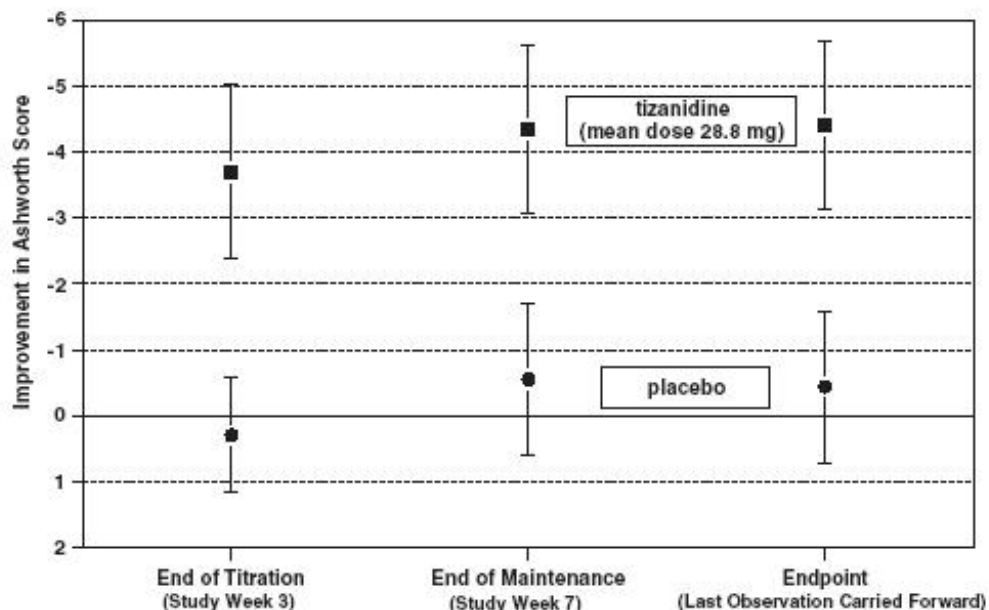 Improvement in Ashworth Score
-6
-5
-4
-3
-2
-1
0
1
2
tizanidine
(mean dose 28.8 mg)
placebo
End of Titration
(Study Week 3)
End of Maintenance
(Study Week 7)
Endpoint
(Last Observation Carried Forward)